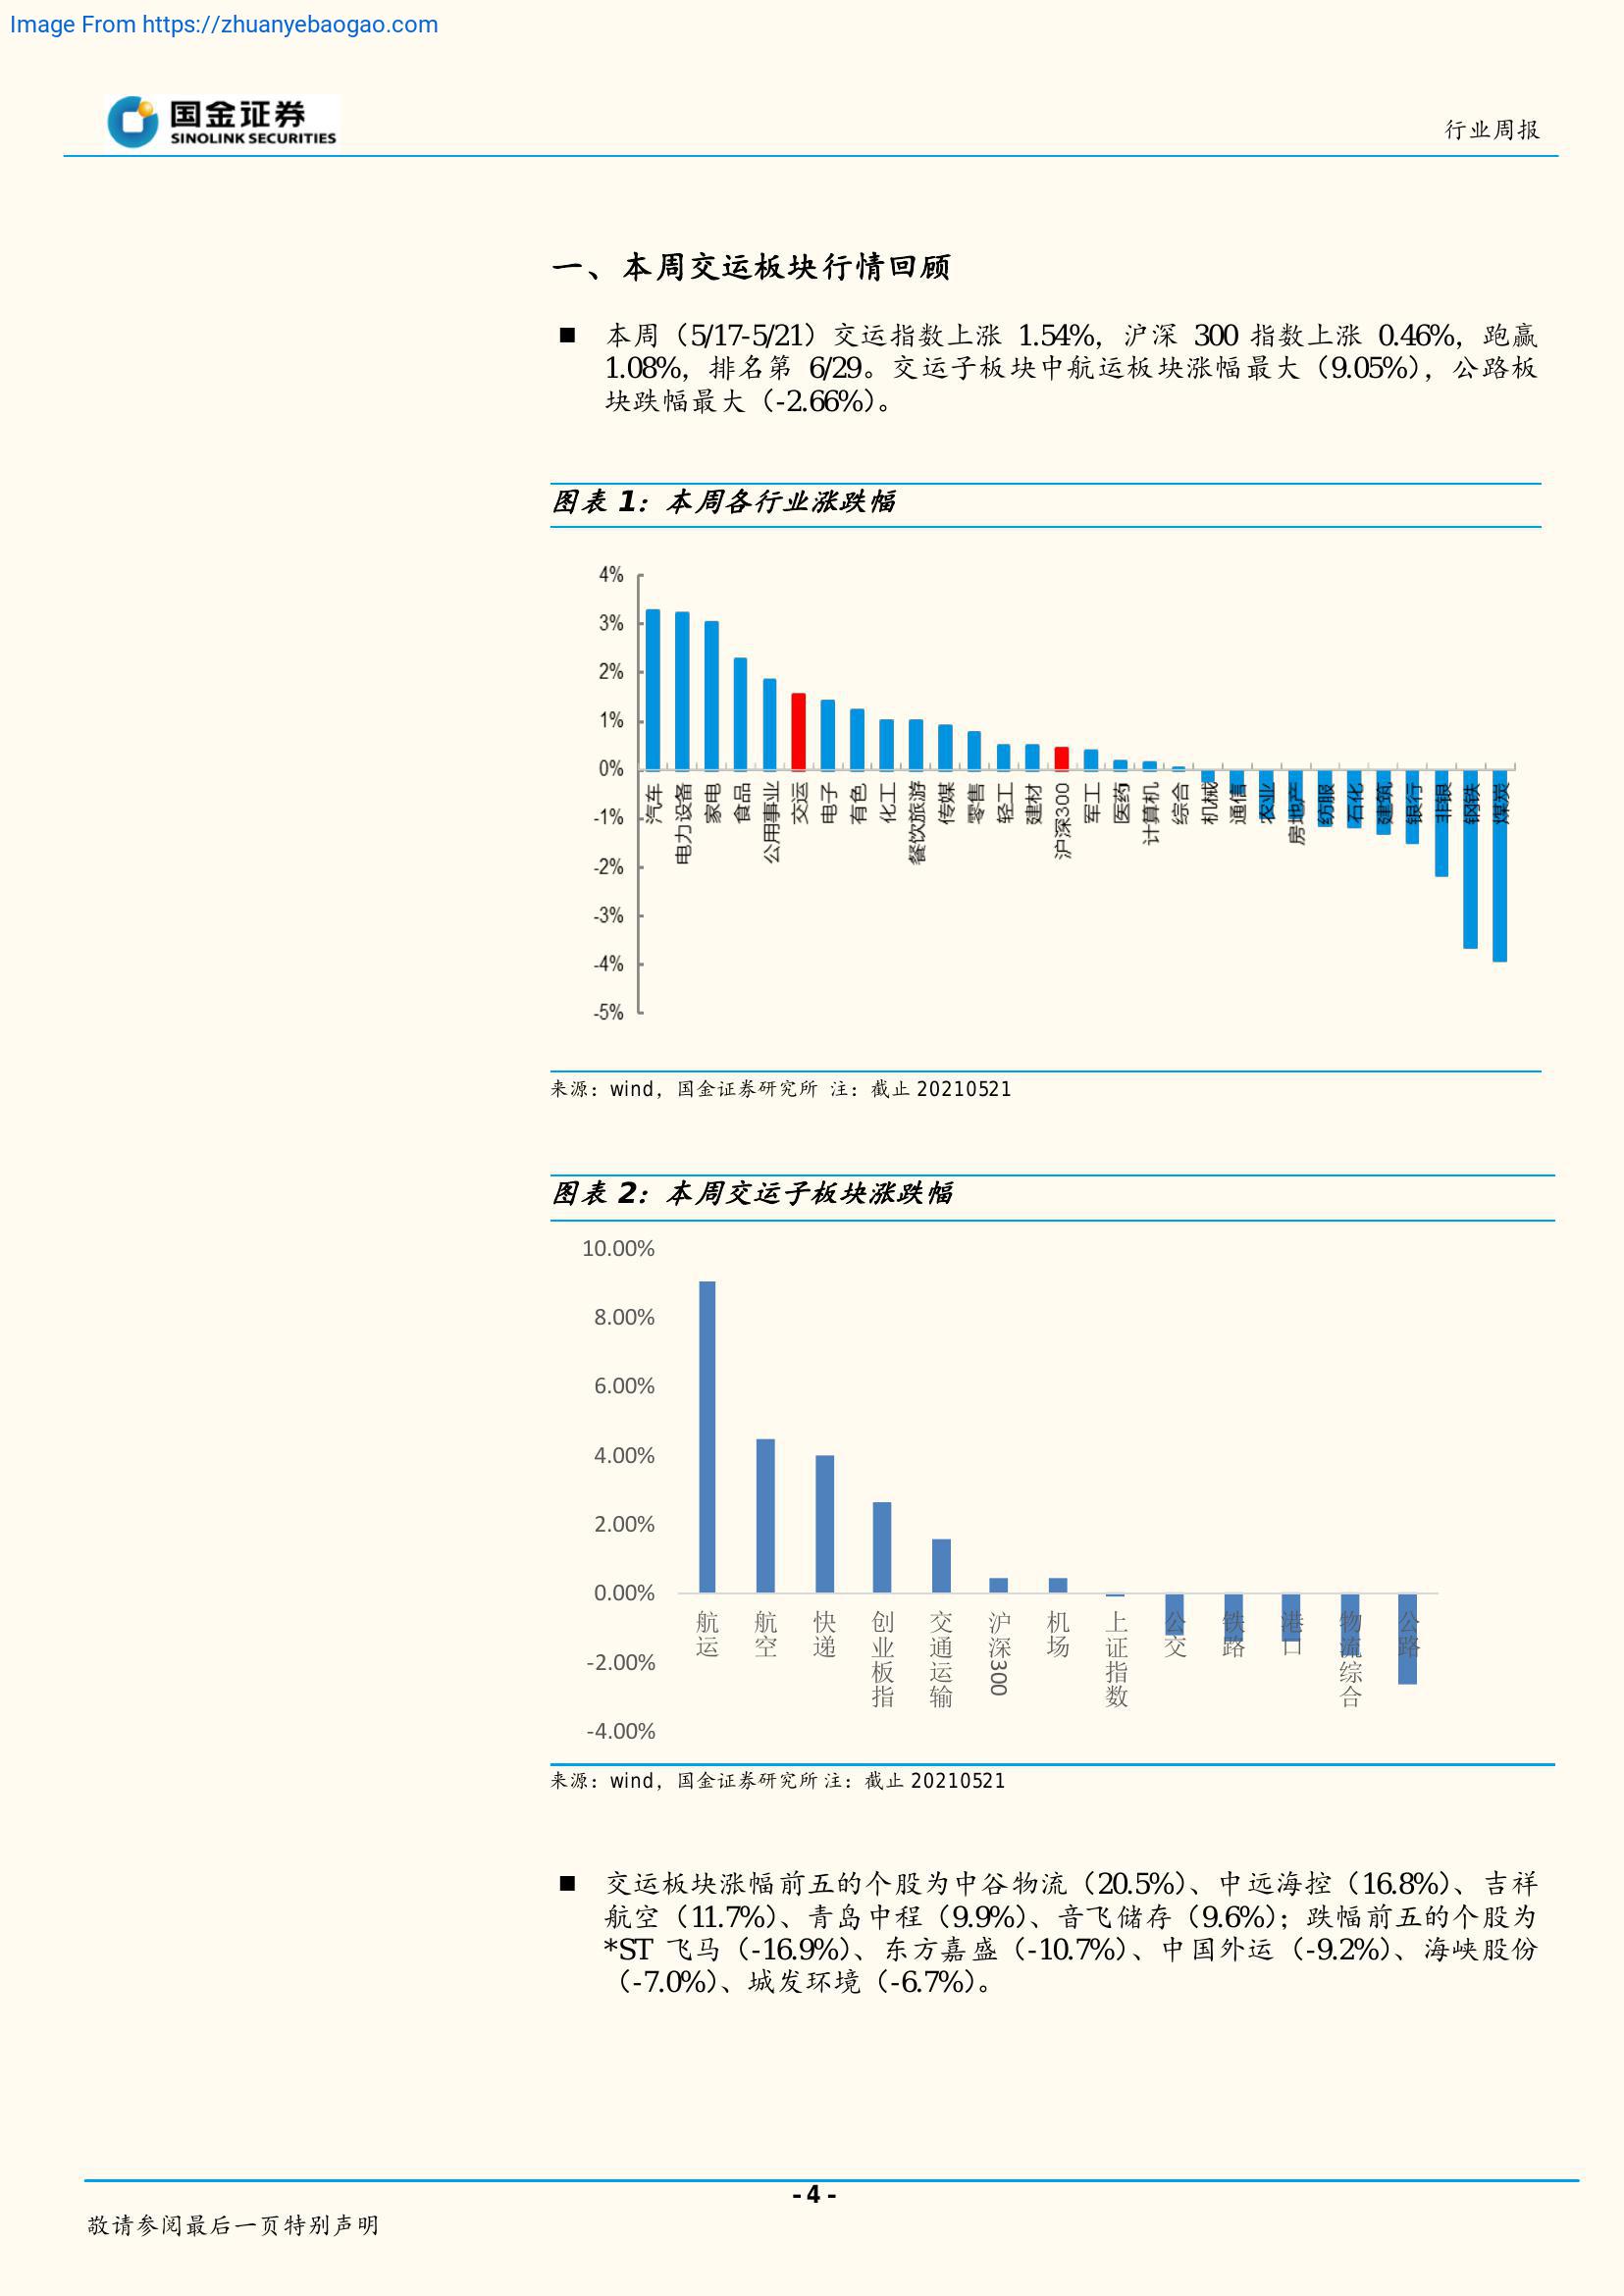 Image From https://zhuanyebaogao.com
国金证券
SINOLINK SECURITIES
行业周报
一、本周交运板块行情回顾
■ 本周（5/17-5/21）交运指数上涨 1.54%，沪深 300 指数上涨 0.46%，跑赢
1.08%，排名第 6/29。交运子板块中航运板块涨幅最大（9.05%），公路板
块跌幅最大（-2.66%）。
图表 1：本周各行业涨跌幅
4%
3%
2%
1%
0%
-1%
-2%
-3%
-4%
-5%
汽车
电力设备
家电
食品
公用事业
交运
电子
有色
化工
餐饮旅游
传媒
零售
轻工
建材
沪深300
军工
医药
计算机
综合
机械
通信
农业
房地产
纺服
石化
建筑
银行
非银
钢铁
煤炭
来源：wind，国金证券研究所 注：截止 20210521
图表 2：本周交运子板块涨跌幅
10.00%
8.00%
6.00%
4.00%
2.00%
0.00%
-2.00%
-4.00%
航运
航空
快递
创业板指
交通运输
沪深300
机场
上证指数
公交
铁路
港口
物流综合
公路
来源：wind，国金证券研究所 注：截止 20210521
■ 交运板块涨幅前五的个股为中谷物流（20.5%）、中远海控（16.8%）、吉祥
航空（11.7%）、青岛中程（9.9%）、音飞储存（9.6%）；跌幅前五的个股为
*ST 飞马（-16.9%）、东方嘉盛（-10.7%）、中国外运（-9.2%）、海峡股份
（-7.0%）、城发环境（-6.7%）。
- 4 -
敬请参阅最后一页特别声明